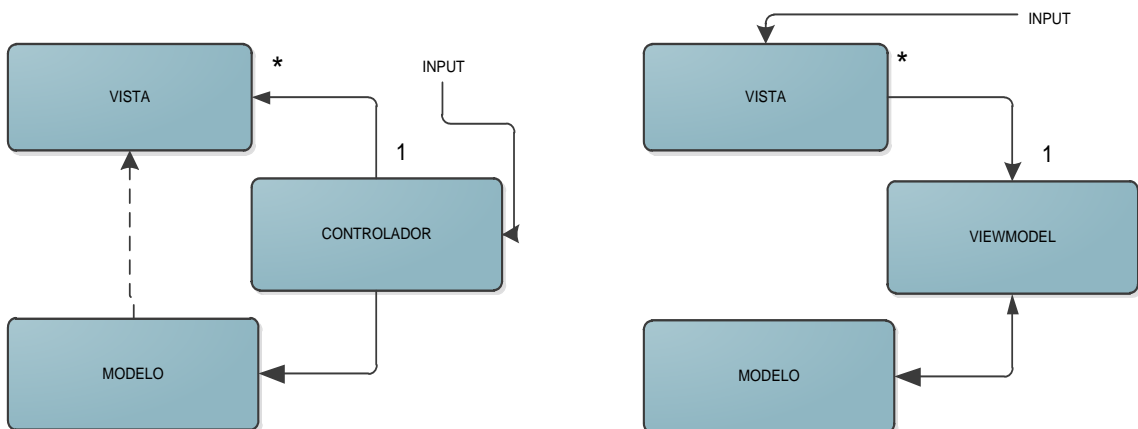 INPUT
VISTA
*
INPUT
1
CONTROLADOR
MODELO
VISTA
*
1
VIEWMODEL
MODELO